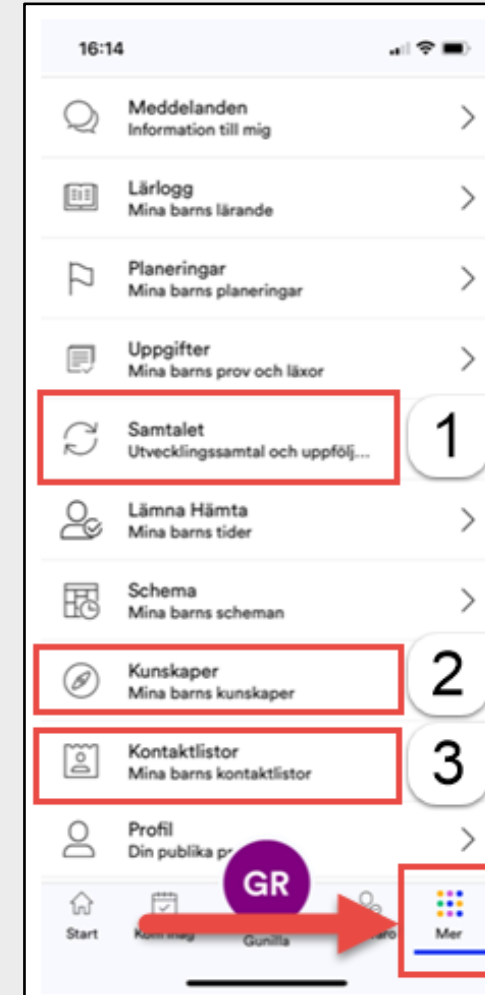 16:14
Meddelanden
Information till mig
Lärlogg
Mina barns lärande
Planeringar
Mina barns planeringar
Uppgifter
Mina barns prov och läxor
Samtalet
Utvecklingssamtal och uppfölj...
1
Lämna Hämta
Mina barns tider
Schema
Mina barns scheman
Kunskaper
Mina barns kunskaper
2
Kontaktlistor
Mina barns kontaktlistor
3
Profil
Din publika
GR
Start
Gunilla
Mer